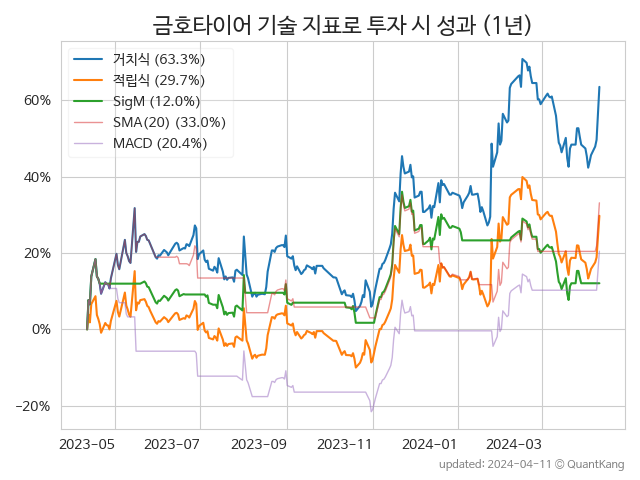 금호타이어 기술 지표로 투자 시 성과 (1년)
거치식 (63.3%)
적립식 (29.7%)
SigM (12.0%)
SMA(20) (33.0%)
MACD (20.4%)
60%
40%
20%
0%
−20%
2023-05 2023-07 2023-09 2023-11 2024-01 2024-03
updated: 2024-04-11 © QuantKang